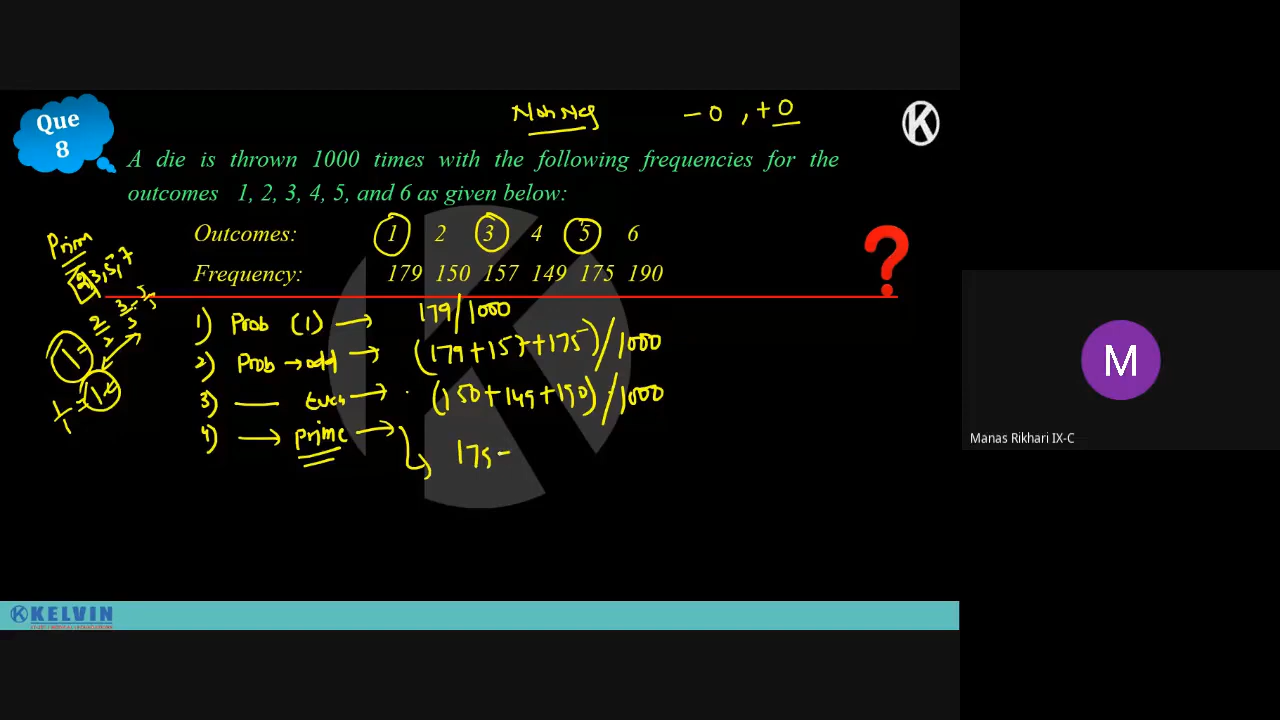 Que
8
Non Neg
-0 , +0
A die is thrown 1000 times with the following frequencies for the
outcomes 1, 2, 3, 4, 5, and 6 as given below:
Outcomes: 1 2 3 4 5 6
Frequency: 179 150 157 149 175 190
Prim
2, 3, 5, 7
1) Prob (1) → 179/1000
2) Prob → odd → (179+157+175)/1000
3) — Even → (150+149+190)/1000
4) → prime →
175
K
KELVIN
M
Manas Rikhari IX-C